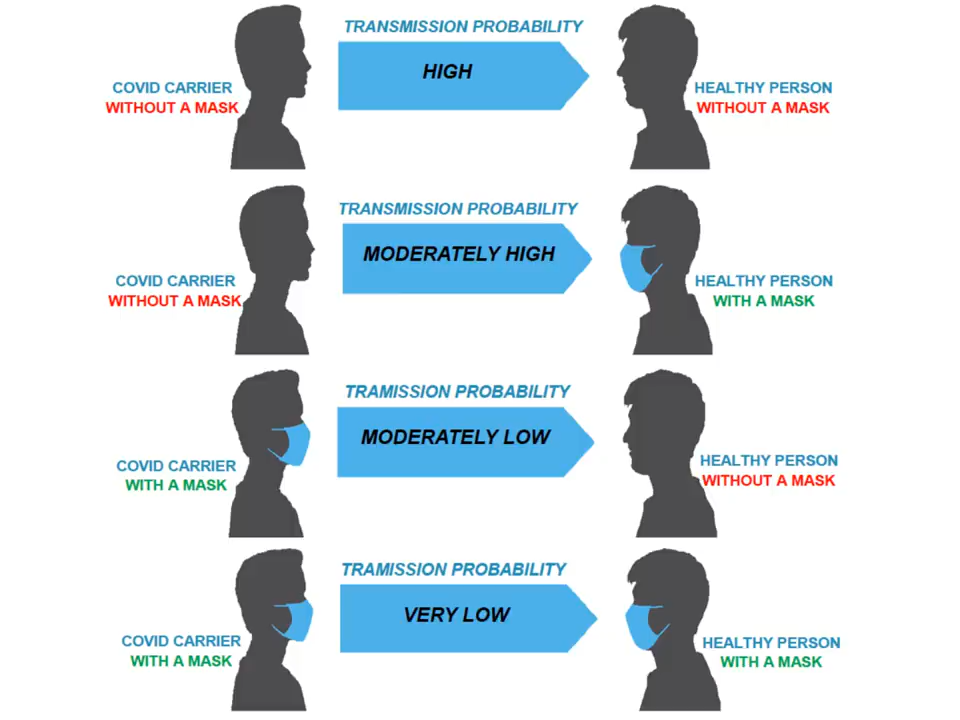 TRANSMISSION PROBABILITY
HIGH
COVID CARRIER
WITHOUT A MASK
HEALTHY PERSON
WITHOUT A MASK
TRANSMISSION PROBABILITY
MODERATELY HIGH
COVID CARRIER
WITHOUT A MASK
HEALTHY PERSON
WITH A MASK
TRAMISSION PROBABILITY
MODERATELY LOW
COVID CARRIER
WITH A MASK
HEALTHY PERSON
WITHOUT A MASK
TRAMISSION PROBABILITY
VERY LOW
COVID CARRIER
WITH A MASK
HEALTHY PERSON
WITH A MASK